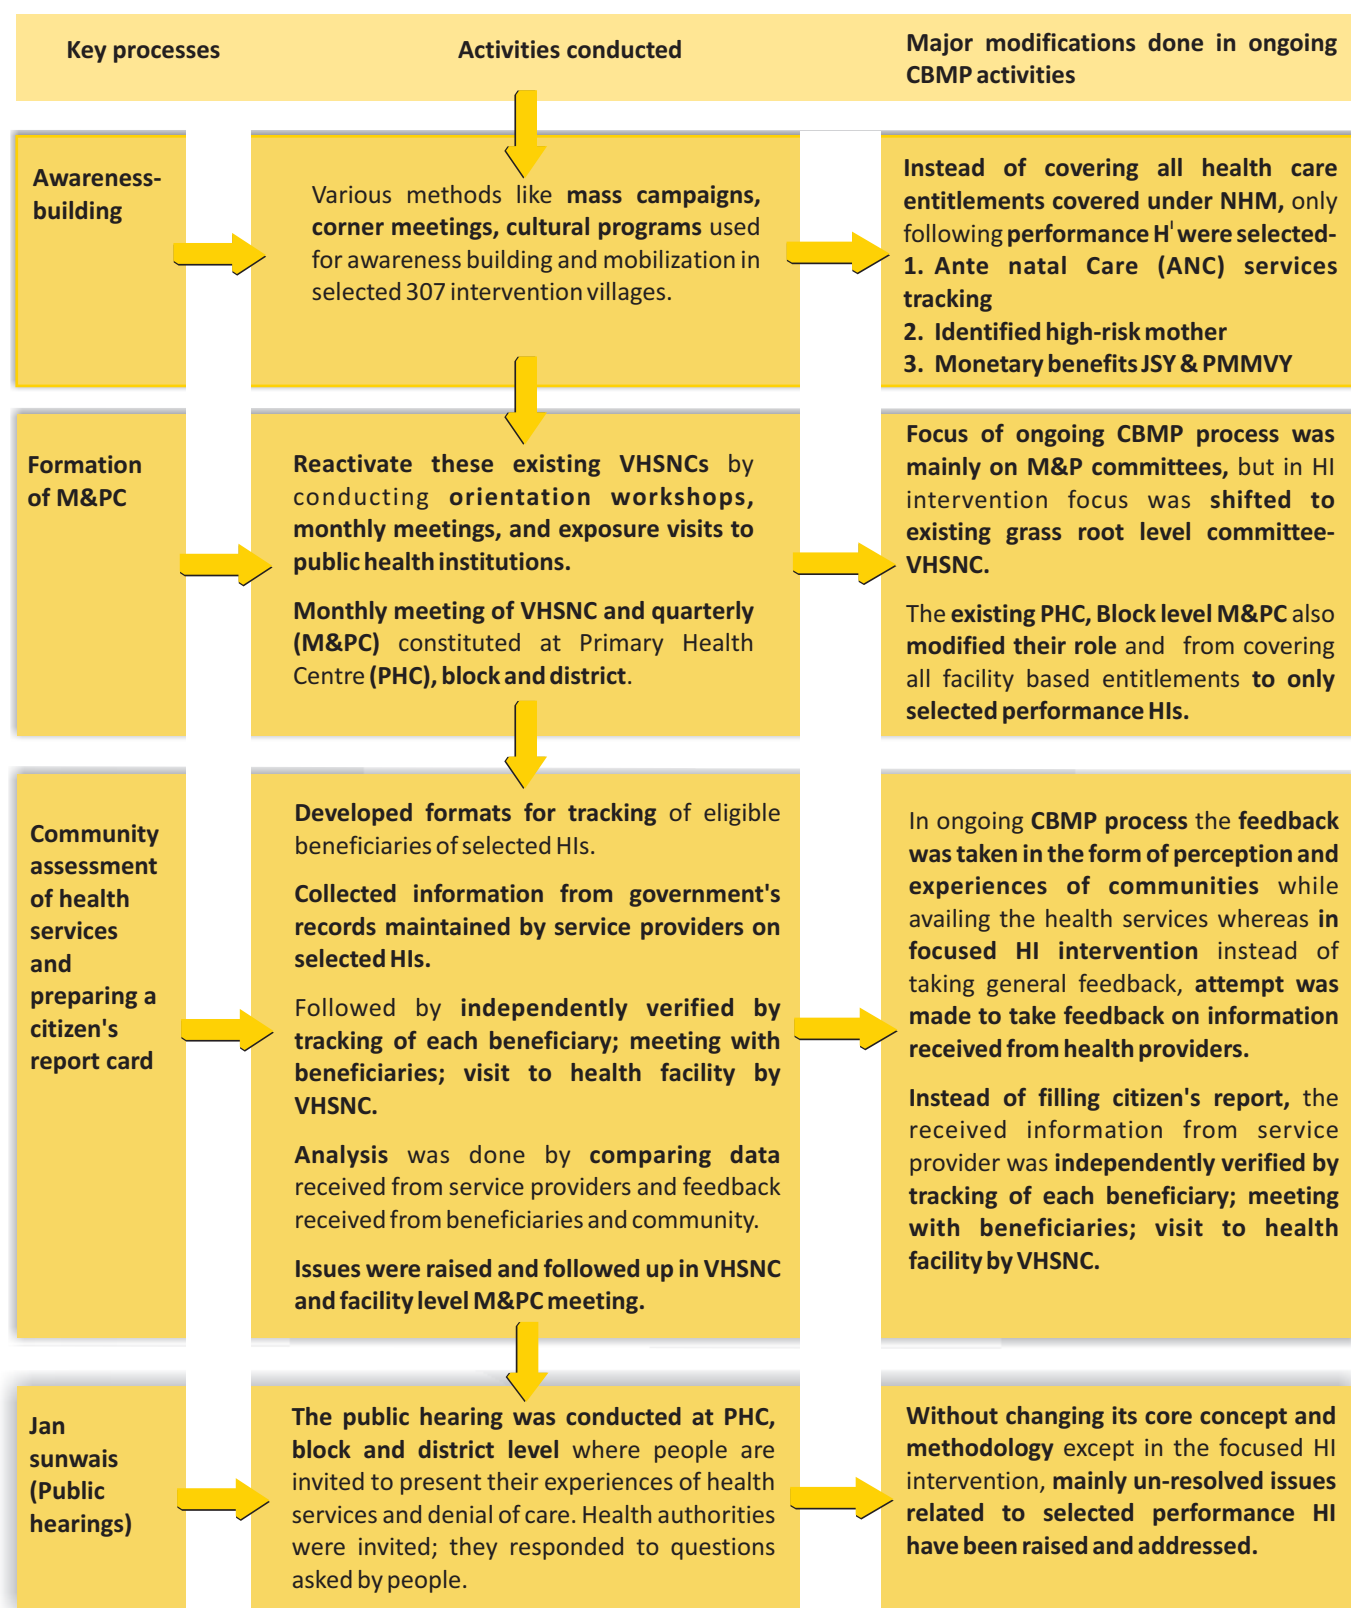 Key processes
Activities conducted
Major modifications done in ongoing
CBMP activities
Awareness-
building
Various methods like mass campaigns,
corner meetings, cultural programs used
for awareness building and mobilization in
selected 307 intervention villages.
Instead of covering all health care
entitlements covered under NHM, only
following performance HI were selected-
1. Ante natal Care (ANC) services
tracking
2. Identified high-risk mother
3. Monetary benefits JSY & PMMVY
Formation
of M&PC
Reactivate these existing VHSNCs by
conducting orientation workshops,
monthly meetings, and exposure visits to
public health institutions.
Monthly meeting of VHSNC and quarterly
(M&PC) constituted at Primary Health
Centre (PHC), block and district.
Focus of ongoing CBMP process was
mainly on M&P committees, but in HI
intervention focus was shifted to
existing grass root level committee-
VHSNC.
The existing PHC, Block level M&PC also
modified their role and from covering
all facility based entitlements to only
selected performance HIs.
Community
assessment
of health
services
and
preparing a
citizen's
report card
Developed formats for tracking of eligible
beneficiaries of selected HIs.
Collected information from government's
records maintained by service providers on
selected HIs.
Followed by independently verified by
tracking of each beneficiary; meeting with
beneficiaries; visit to health facility by
VHSNC.
Analysis was done by comparing data
received from service providers and feedback
received from beneficiaries and community.
Issues were raised and followed up in VHSNC
and facility level M&PC meeting.
In ongoing CBMP process the feedback
was taken in the form of perception and
experiences of communities while
availing the health services whereas in
focused HI intervention instead of
taking general feedback, attempt was
made to take feedback on information
received from health providers.
Instead of filling citizen's report, the
received information from service
provider was independently verified by
tracking of each beneficiary; meeting
with beneficiaries; visit to health
facility by VHSNC.
Jan
sunwais
(Public
hearings)
The public hearing was conducted at PHC,
block and district level where people are
invited to present their experiences of health
services and denial of care. Health authorities
were invited; they responded to questions
asked by people.
Without changing its core concept and
methodology except in the focused HI
intervention, mainly un-resolved issues
related to selected performance HI
have been raised and addressed.